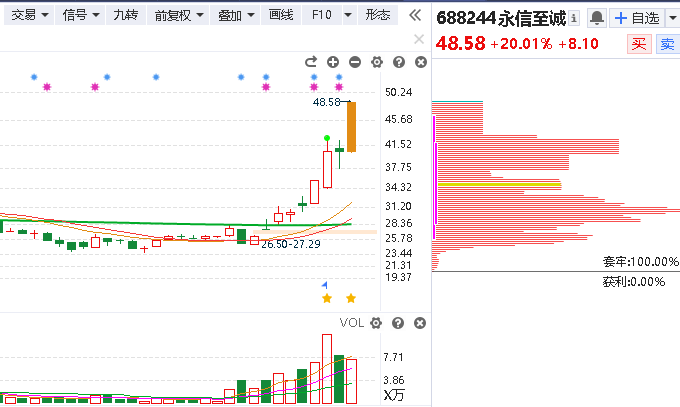 交易 信号 九转 前复权 叠加 画线 F10 形态
688244永信至诚 自选
48.58 +20.01% +8.10 买 卖
48.58
50.24
45.68
41.52
37.75
34.32
31.20
28.36
25.78
23.44
21.31
19.37
26.50-27.29
套牢:100.00%
获利:0.00%
VOL
7.71
3.86
X万